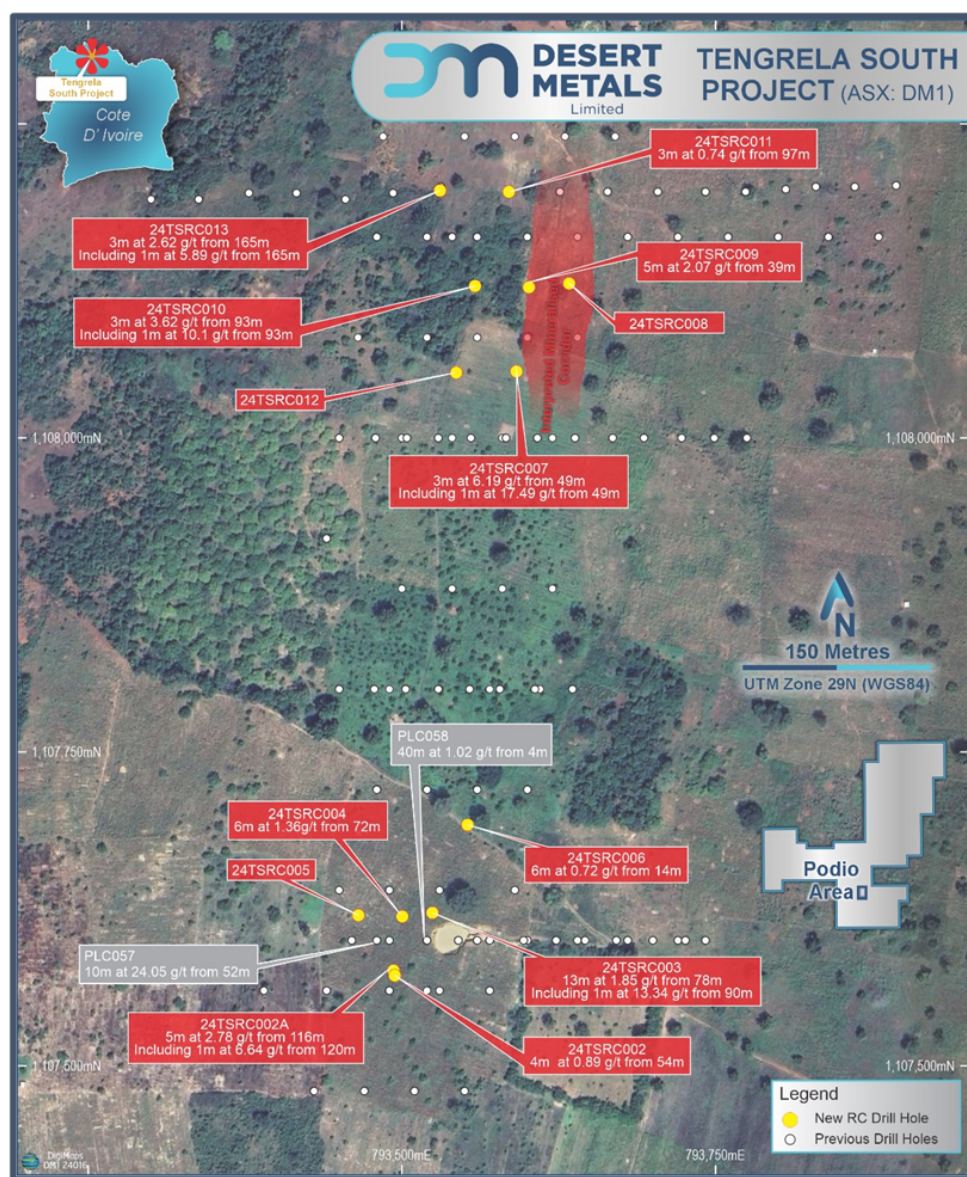 DESERT
METALS
Limited
TENGRELA SOUTH
PROJECT (ASX: DM1)
Tengrela
South Project
Cote
D' Ivoire
24TSRC011
3m at 0.74 g/t from 97m
24TSRC013
3m at 2.62 g/t from 165m
Including 1m at 5.89 g/t from 165m
24TSRC009
5m at 2.07 g/t from 39m
24TSRC010
3m at 3.62 g/t from 93m
Including 1m at 10.1 g/t from 93m
24TSRC008
Interpreted Mineralised
Corridor
24TSRC012
1,108,000mN
1,108,000mN
24TSRC007
3m at 6.19 g/t from 49m
Including 1m at 17.49 g/t from 49m
N
150 Metres
UTM Zone 29N (WGS84)
PLC058
40m at 1.02 g/t from 4m
1,107,750mN
24TSRC004
6m at 1.36g/t from 72m
24TSRC006
6m at 0.72 g/t from 14m
24TSRC005
Podio
Area
PLC057
10m at 24.05 g/t from 52m
24TSRC003
13m at 1.85 g/t from 78m
Including 1m at 13.34 g/t from 90m
24TSRC002A
5m at 2.78 g/t from 116m
Including 1m at 6.64 g/t from 120m
24TSRC002
4m at 0.89 g/t from 54m
1,107,500mN
1,107,500mN
Legend
New RC Drill Hole
Previous Drill Holes
DigiMaps
DM1 24016
793,500mE
793,750mE